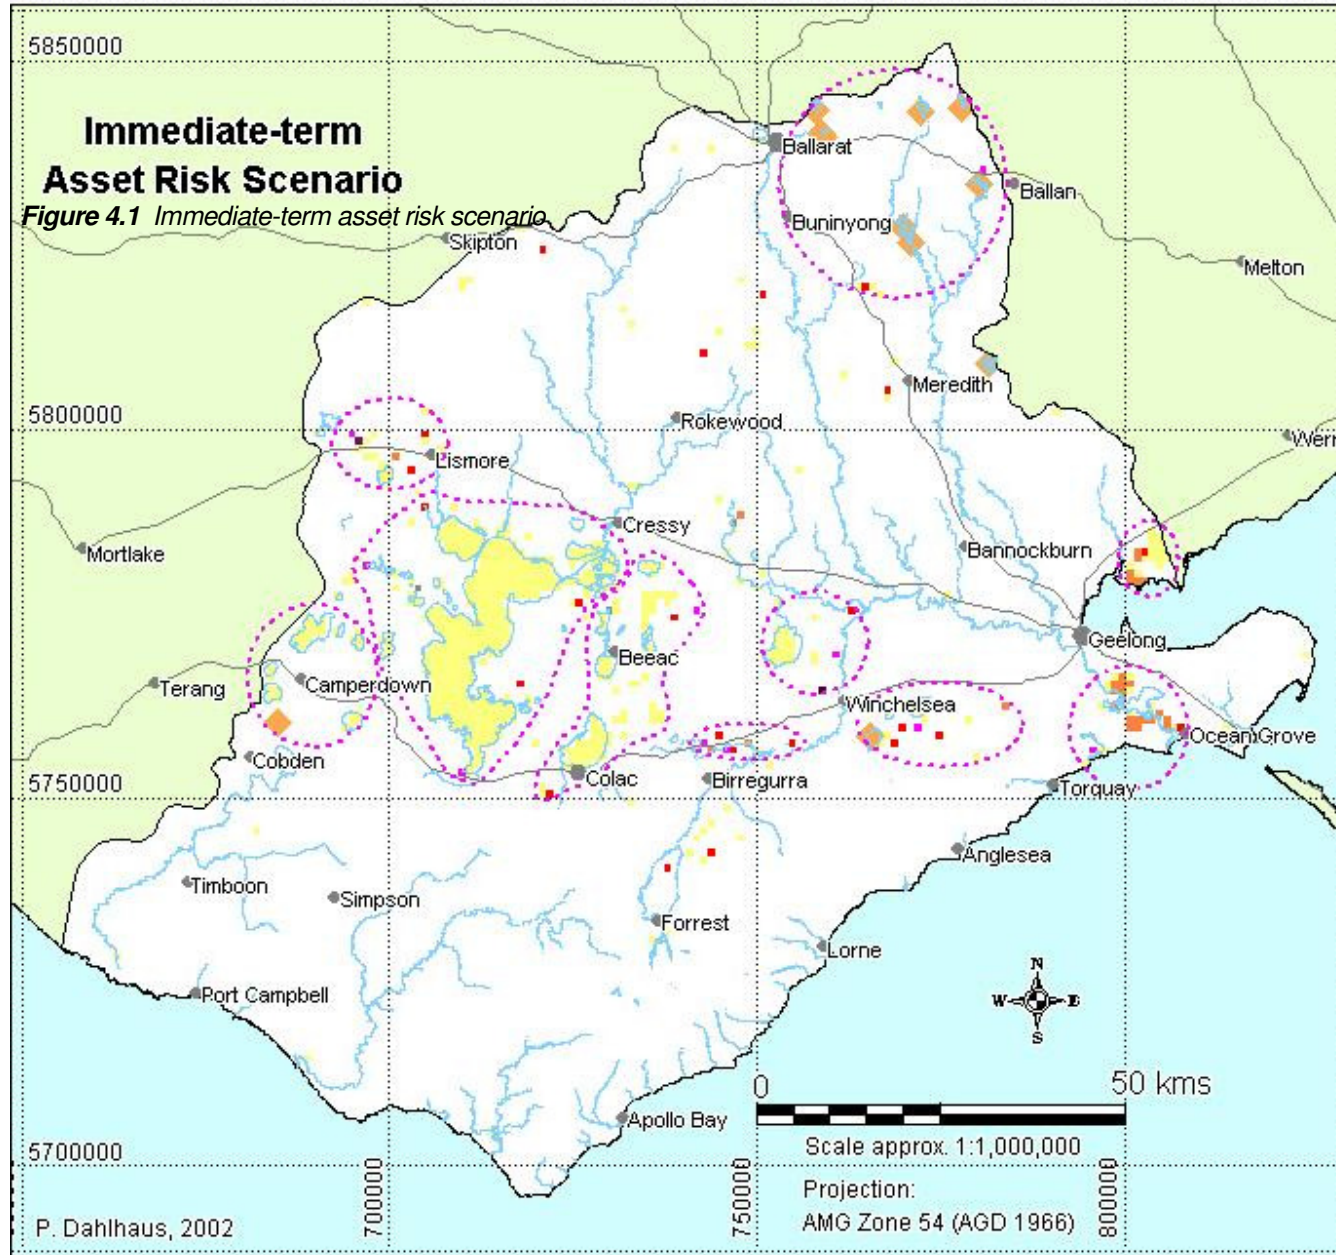 5850000
Immediate-term
Asset Risk Scenario
Figure 4.1 Immediate-term asset risk scenario
Ballarat
Ballan
Buninyong
Skipton
Melton
Meredith
5800000
Rokewood
Werr
Lismore
Cressy
Mortlake
Bannockburn
Geelong
Beeac
Terang
Camperdown
Winchelsea
Ocean Grove
Cobden
Colac
Birregurra
Torquay
5750000
Anglesea
Timboon
Simpson
Forrest
Lorne
N
W E
S
Port Campbell
0 50 kms
Apollo Bay
Scale approx. 1:1,000,000
5700000
700000
750000
800000
Projection:
AMG Zone 54 (AGD 1966)
P. Dahlhaus, 2002